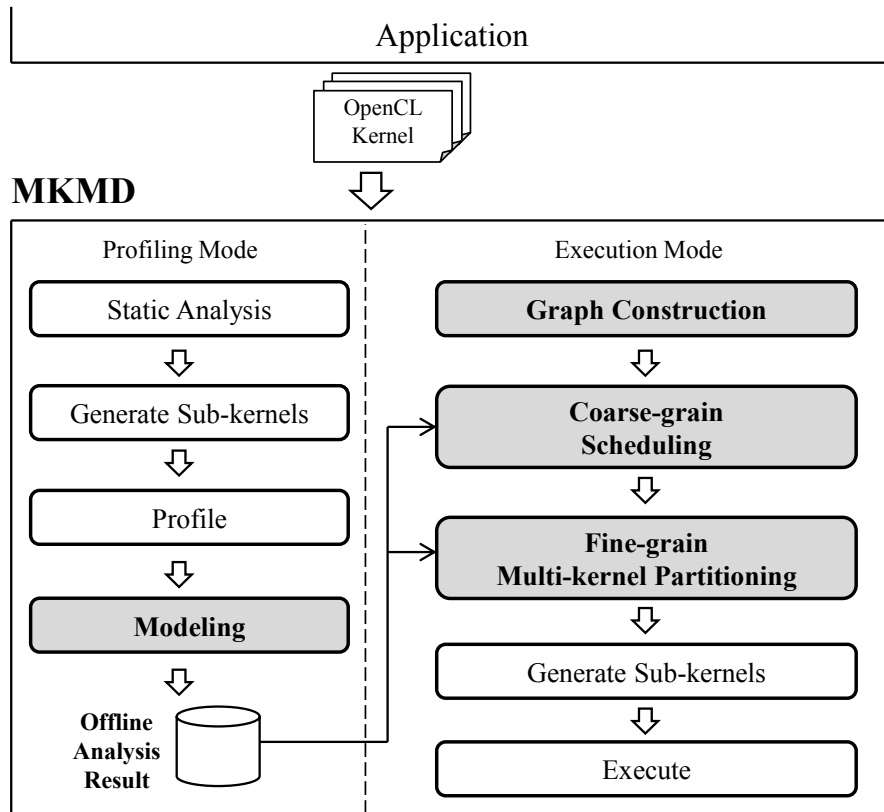 Application
OpenCL
Kernel
MKMD
Profiling Mode
Static Analysis
Generate Sub-kernels
Profile
Modeling
Offline
Analysis
Result
Execution Mode
Graph Construction
Coarse-grain
Scheduling
Fine-grain
Multi-kernel Partitioning
Generate Sub-kernels
Execute